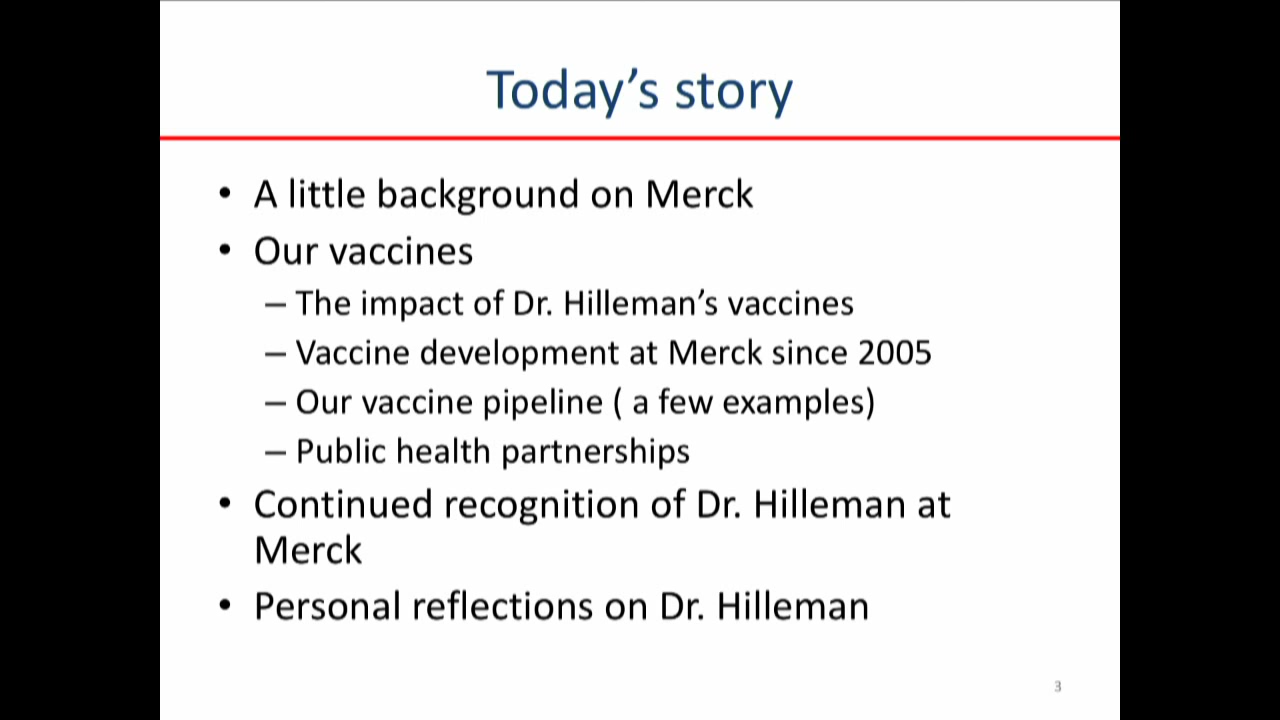 Today’s story
• A little background on Merck
• Our vaccines
– The impact of Dr. Hilleman’s vaccines
– Vaccine development at Merck since 2005
– Our vaccine pipeline ( a few examples)
– Public health partnerships
• Continued recognition of Dr. Hilleman at
Merck
• Personal reflections on Dr. Hilleman
3